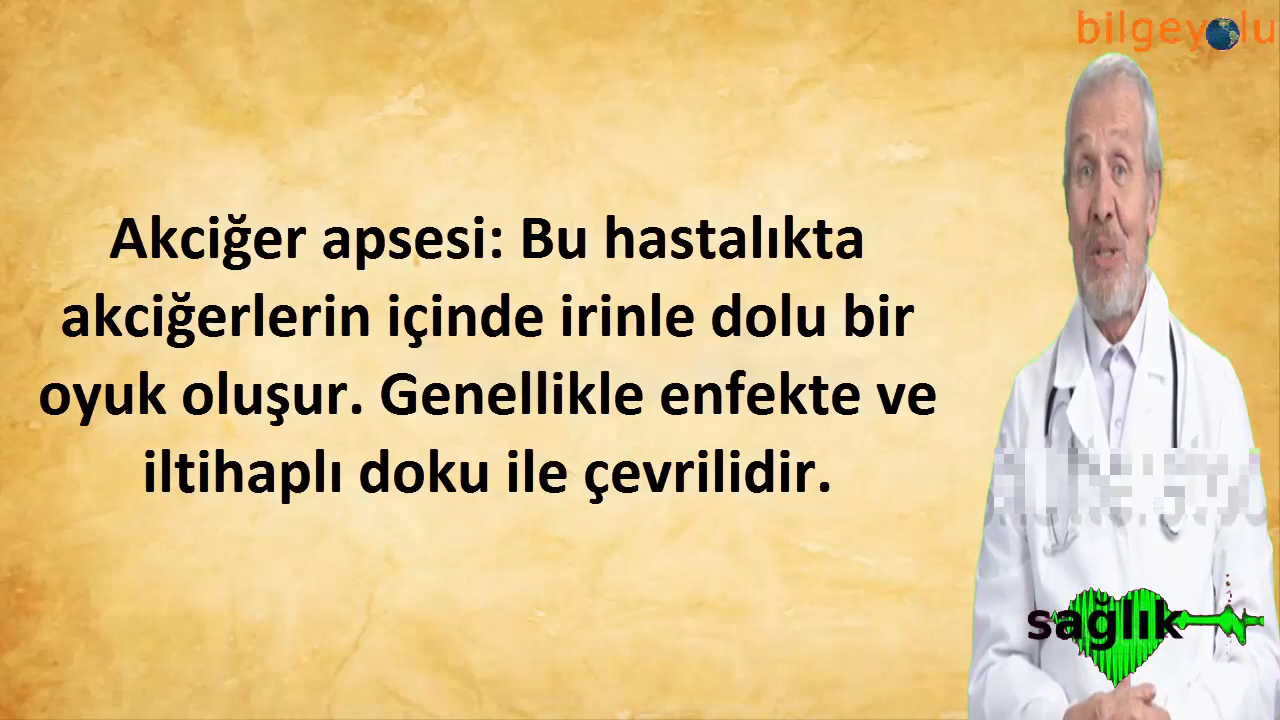 bilgeyolu
Akciğer apsesi: Bu hastalıkta
akciğerlerin içinde irinle dolu bir
oyuk oluşur. Genellikle enfekte ve
iltihaplı doku ile çevrilidir.
sağlık